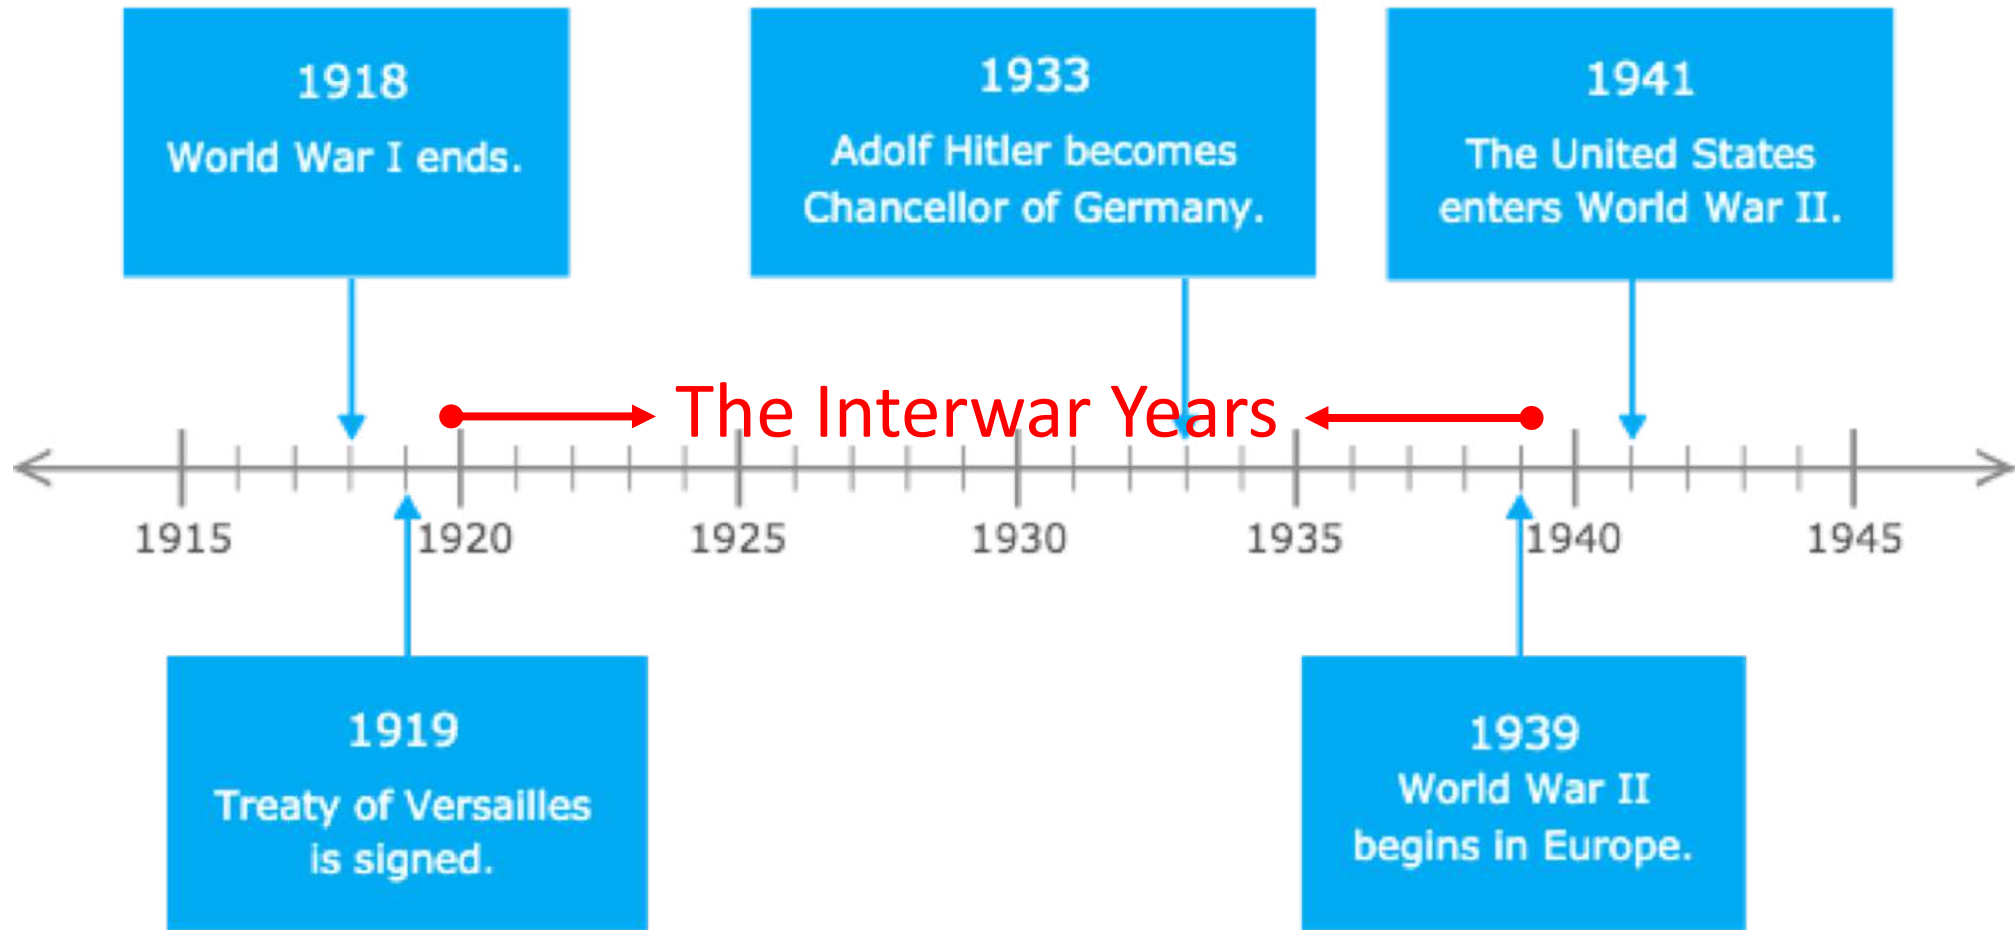 1918
World War I ends.
1933
Adolf Hitler becomes
Chancellor of Germany.
1941
The United States
enters World War II.
The Interwar Years
1915
1920
1925
1930
1935
1940
1945
1919
Treaty of Versailles
is signed.
1939
World War II
begins in Europe.